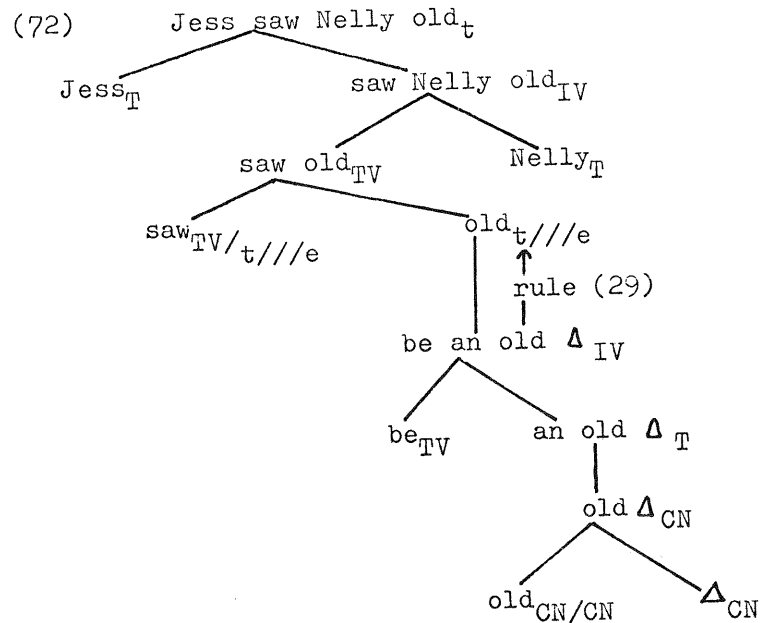 (72) Jess saw Nelly old_t
Jess_T saw Nelly old_IV
saw old_TV Nelly_T
saw_TV/t///e old_t///e
rule (29)
be an old Δ_IV
be_TV an old Δ_T
old Δ_CN
old_CN/CN Δ_CN